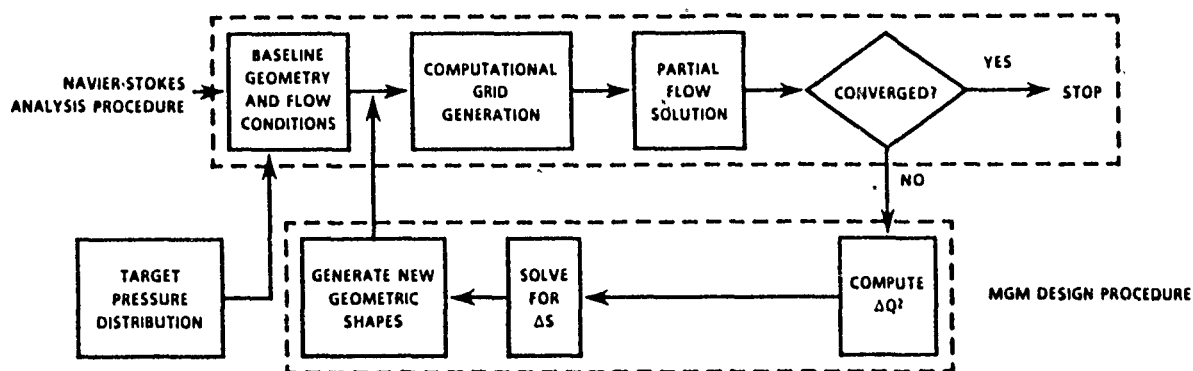 NAVIER-STOKES
ANALYSIS PROCEDURE
BASELINE
GEOMETRY
AND FLOW
CONDITIONS
COMPUTATIONAL
GRID
GENERATION
PARTIAL
FLOW
SOLUTION
CONVERGED?
YES
STOP
NO
TARGET
PRESSURE
DISTRIBUTION
GENERATE NEW
GEOMETRIC
SHAPES
SOLVE
FOR
ΔS
COMPUTE
ΔQ²
MGM DESIGN PROCEDURE